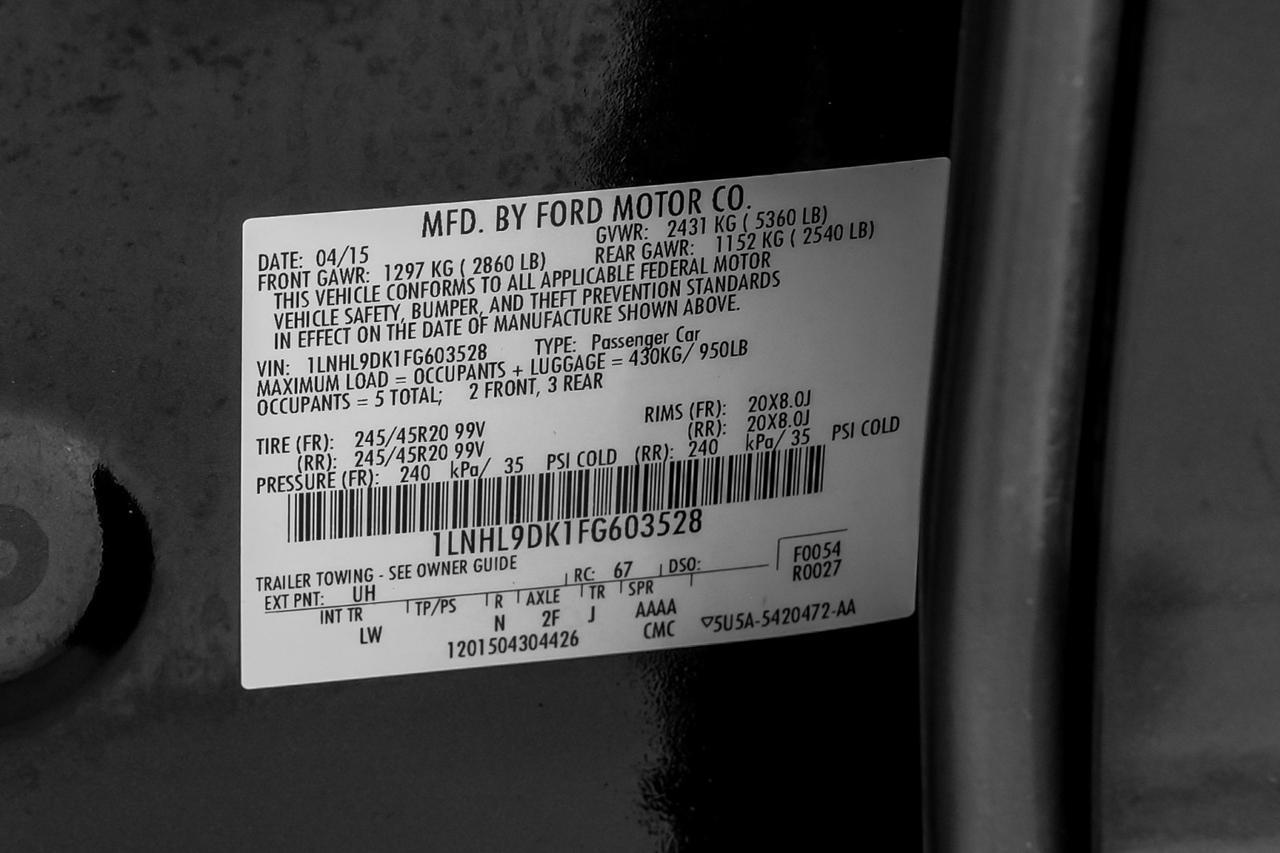 MFD. BY FORD MOTOR CO.
DATE: 04/15 GVWR: 2431 KG ( 5360 LB)
FRONT GAWR: 1297 KG ( 2860 LB) REAR GAWR: 1152 KG ( 2540 LB)
THIS VEHICLE CONFORMS TO ALL APPLICABLE FEDERAL MOTOR
VEHICLE SAFETY, BUMPER, AND THEFT PREVENTION STANDARDS
IN EFFECT ON THE DATE OF MANUFACTURE SHOWN ABOVE.
VIN: 1LNHL9DK1FG603528 TYPE: Passenger Car
MAXIMUM LOAD = OCCUPANTS + LUGGAGE = 430KG/ 950LB
OCCUPANTS = 5 TOTAL; 2 FRONT, 3 REAR
TIRE (FR): 245/45R20 99V RIMS (FR): 20X8.0J
(RR): 245/45R20 99V (RR): 20X8.0J
PRESSURE (FR): 240 kPa/ 35 PSI COLD (RR): 240 kPa/ 35 PSI COLD
1LNHL9DK1FG603528
TRAILER TOWING - SEE OWNER GUIDE
EXT PNT: UH RC: 67 DSO: F0054
R0027
INT TR TP/PS R AXLE TR SPR
LW N 2F J AAAA
CMC
1201504304426 ▽5U5A-5420472-AA